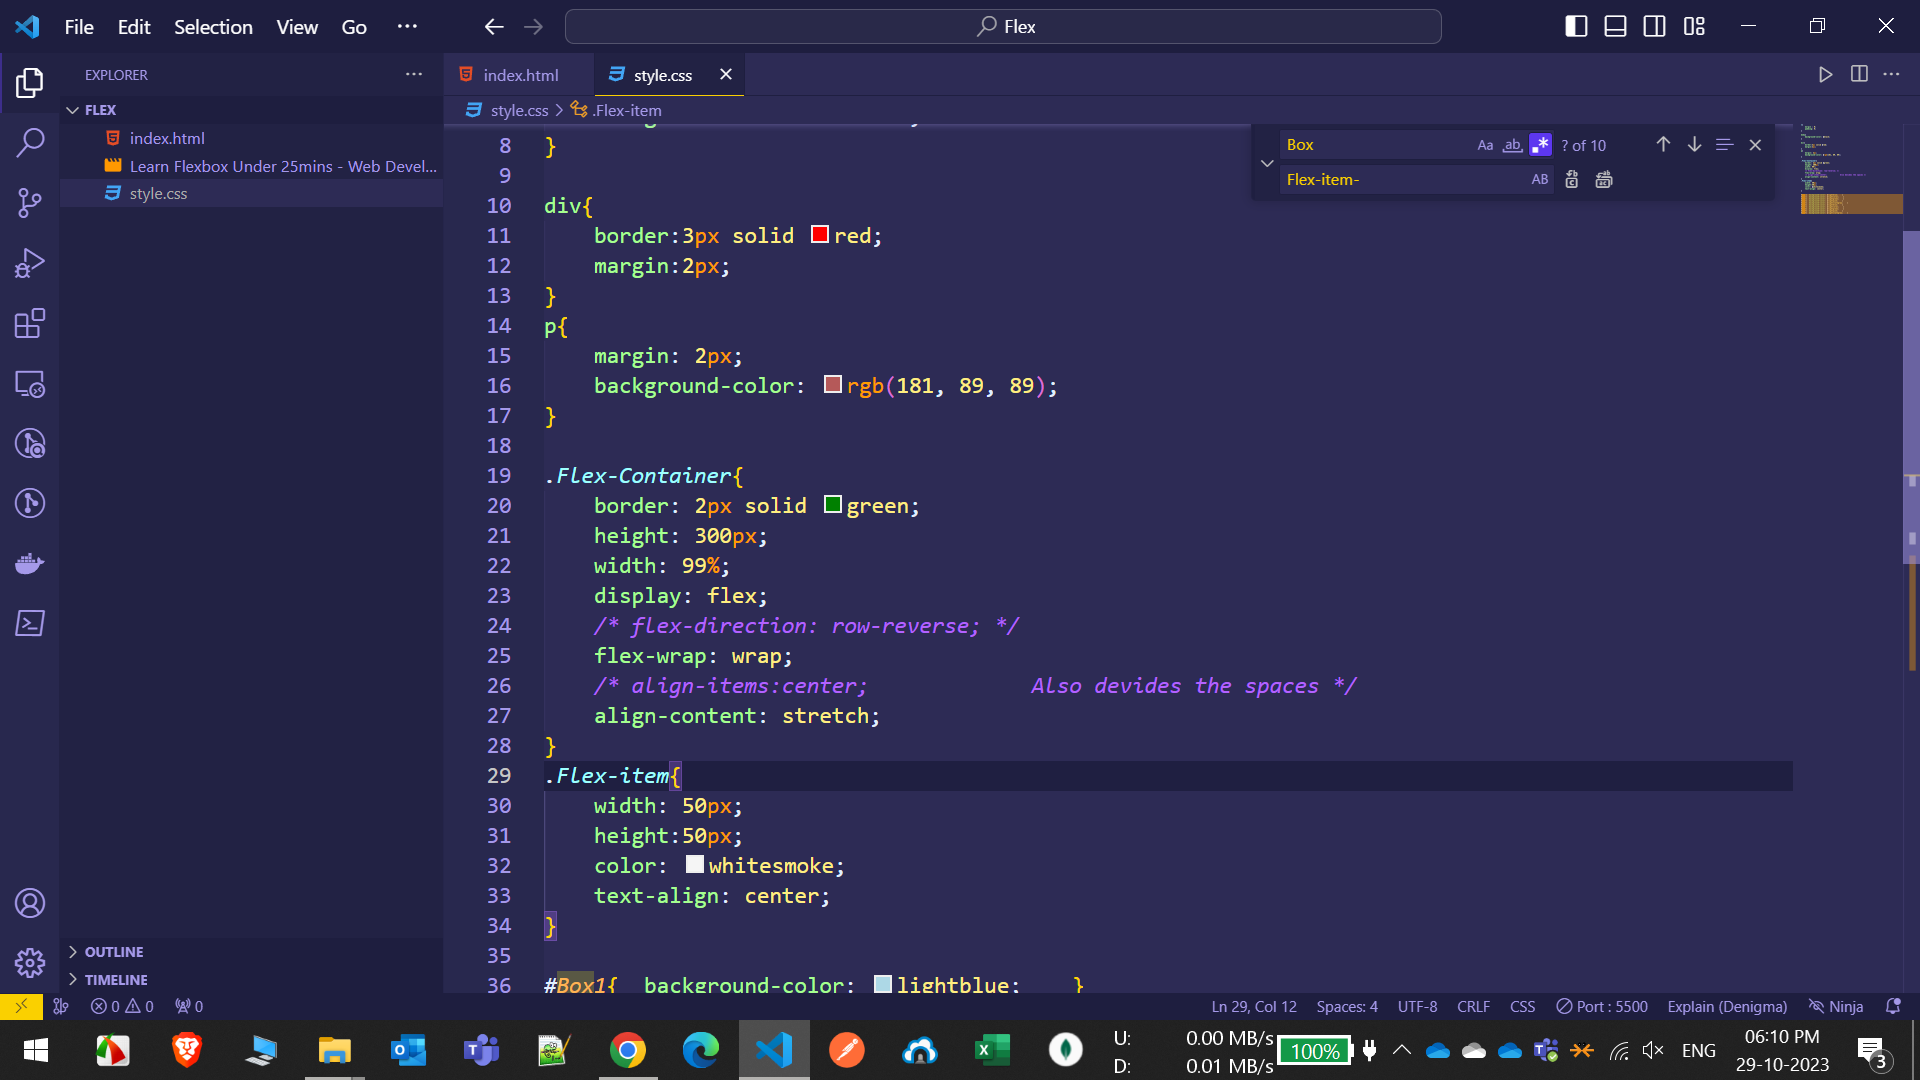 File Edit Selection View Go ··· Flex
EXPLORER ···
FLEX
index.html
Learn Flexbox Under 25mins - Web Devel...
style.css
index.html style.css
style.css > .Flex-item
Box Aa ab ? of 10
Flex-item- AB
8 }
9
10 div{
11 border:3px solid red;
12 margin:2px;
13 }
14 p{
15 margin: 2px;
16 background-color: rgb(181, 89, 89);
17 }
18
19 .Flex-Container{
20 border: 2px solid green;
21 height: 300px;
22 width: 99%;
23 display: flex;
24 /* flex-direction: row-reverse; */
25 flex-wrap: wrap;
26 /* align-items:center; Also devides the spaces */
27 align-content: stretch;
28 }
29 .Flex-item{
30 width: 50px;
31 height:50px;
32 color: whitesmoke;
33 text-align: center;
34 }
35
36 #Box1{ background-color: lightblue; }
OUTLINE
TIMELINE
0 0 0 Ln 29, Col 12 Spaces: 4 UTF-8 CRLF CSS Port : 5500 Explain (Denigma) Ninja
U: 0.00 MB/s
D: 0.01 MB/s
100%
ENG
06:10 PM
29-10-2023
3